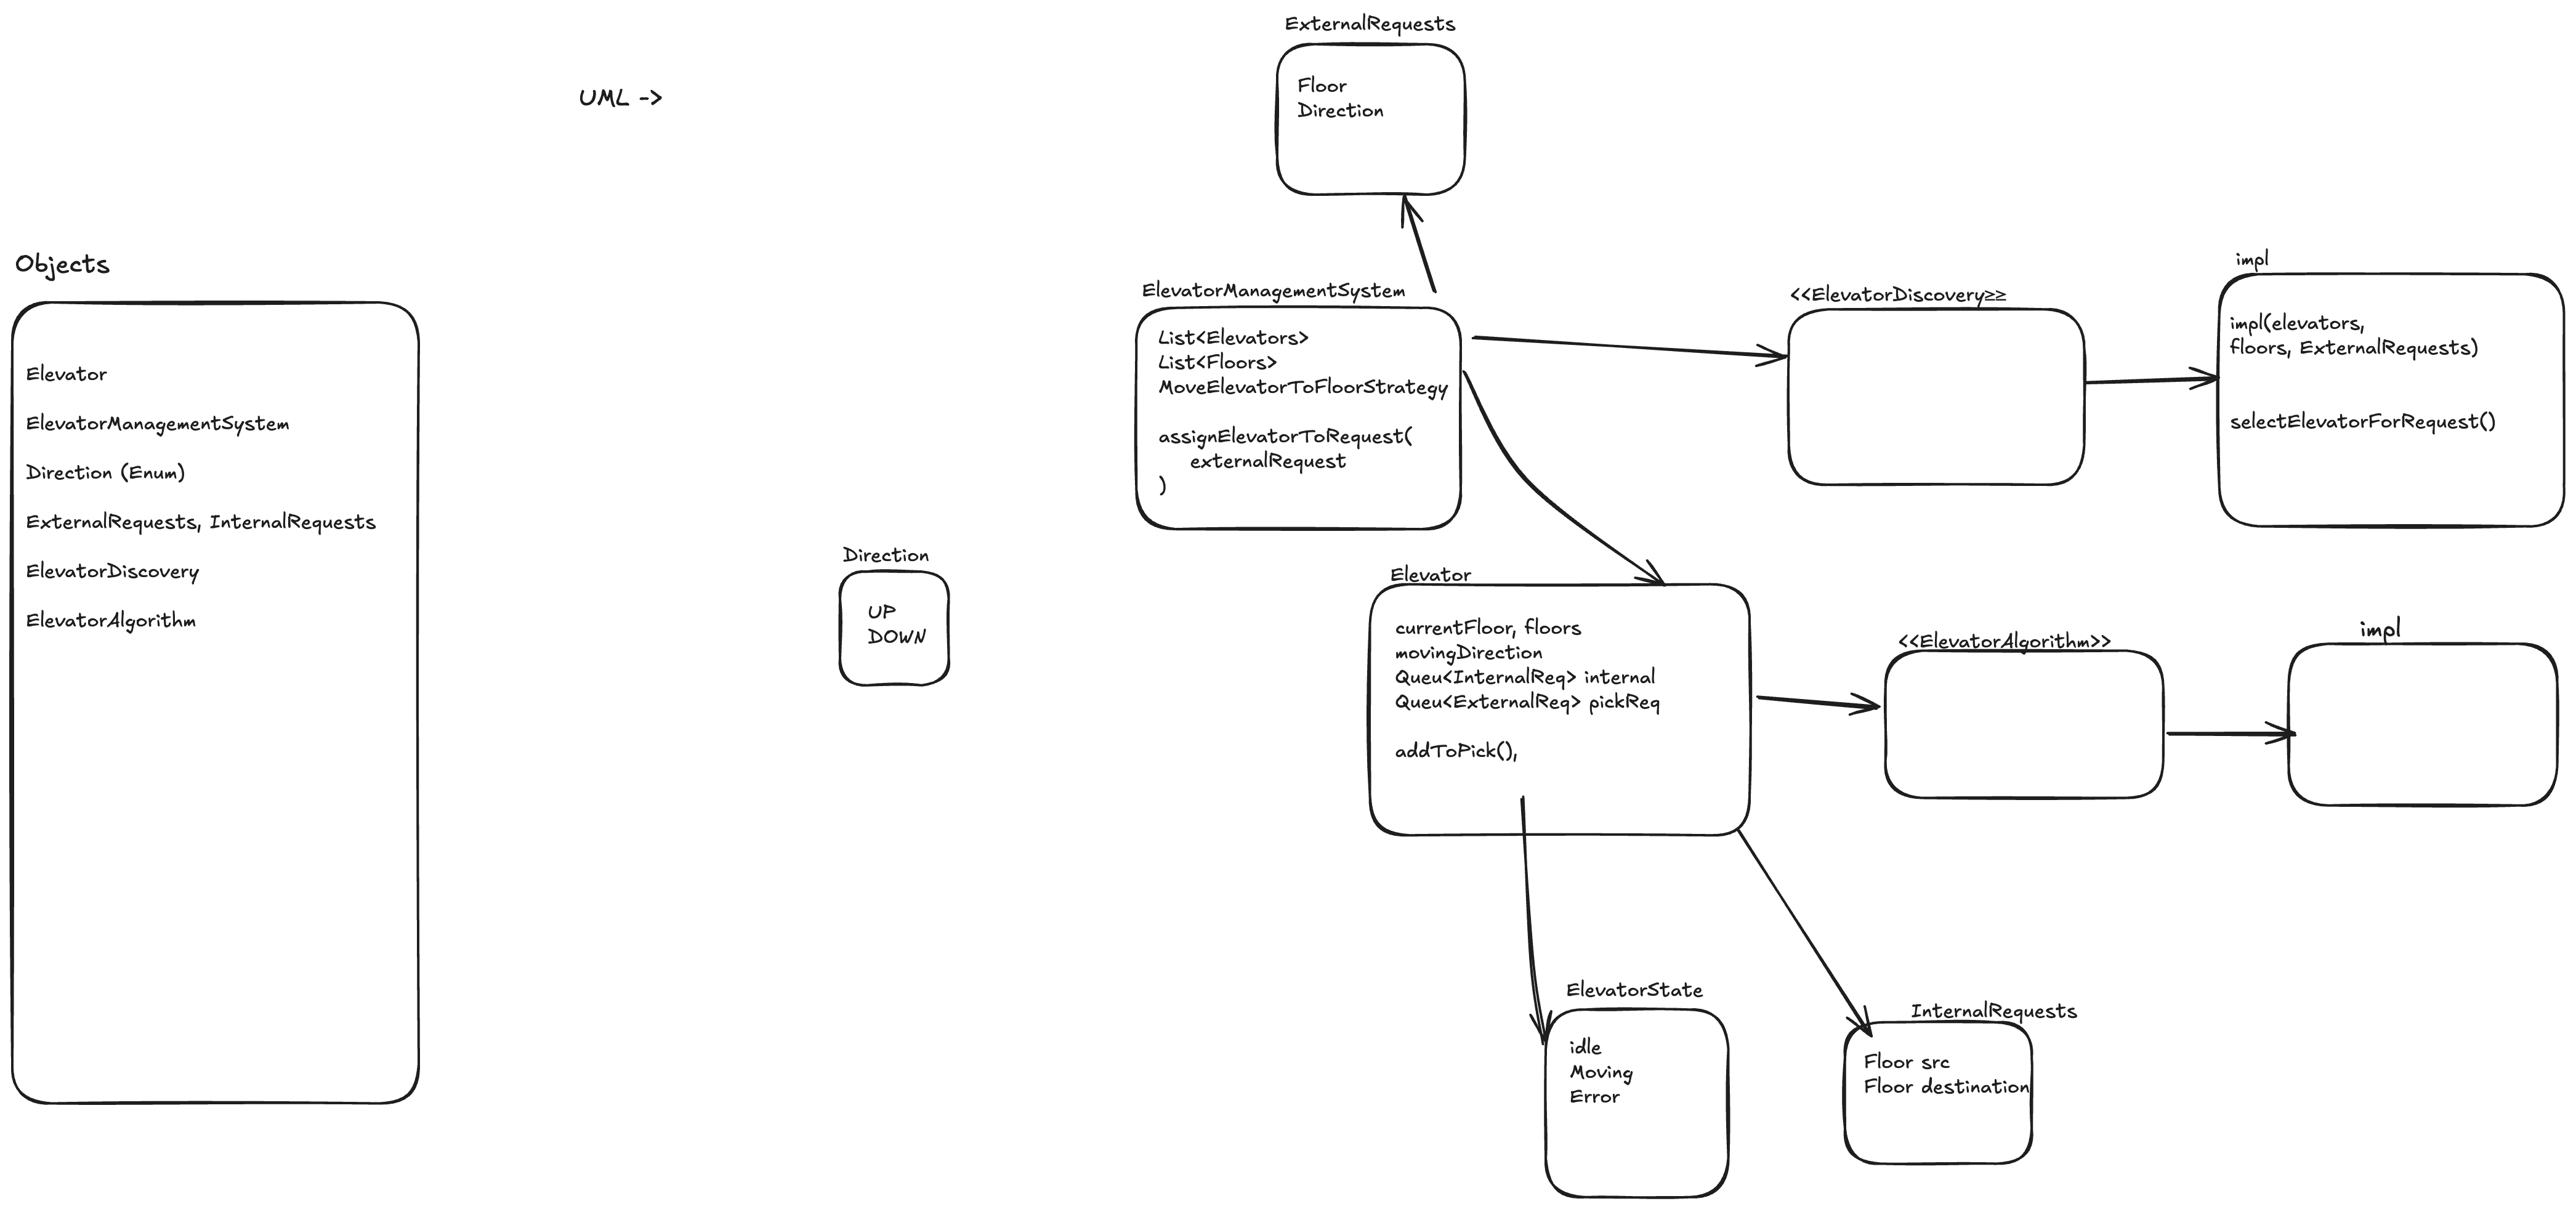 UML ->
Objects
Elevator
ElevatorManagementSystem
Direction (Enum)
ExternalRequests, InternalRequests
ElevatorDiscovery
ElevatorAlgorithm
Direction
UP
DOWN
ExternalRequests
Floor
Direction
ElevatorManagementSystem
List<Elevators>
List<Floors>
MoveElevatorToFloorStrategy
assignElevatorToRequest(
externalRequest
)
<<ElevatorDiscovery≥≥
impl
impl(elevators,
floors, ExternalRequests)
selectElevatorForRequest()
Elevator
currentFloor, floors
movingDirection
Queu<InternalReq> internal
Queu<ExternalReq> pickReq
addToPick(),
<<ElevatorAlgorithm>>
impl
ElevatorState
idle
Moving
Error
InternalRequests
Floor src
Floor destination